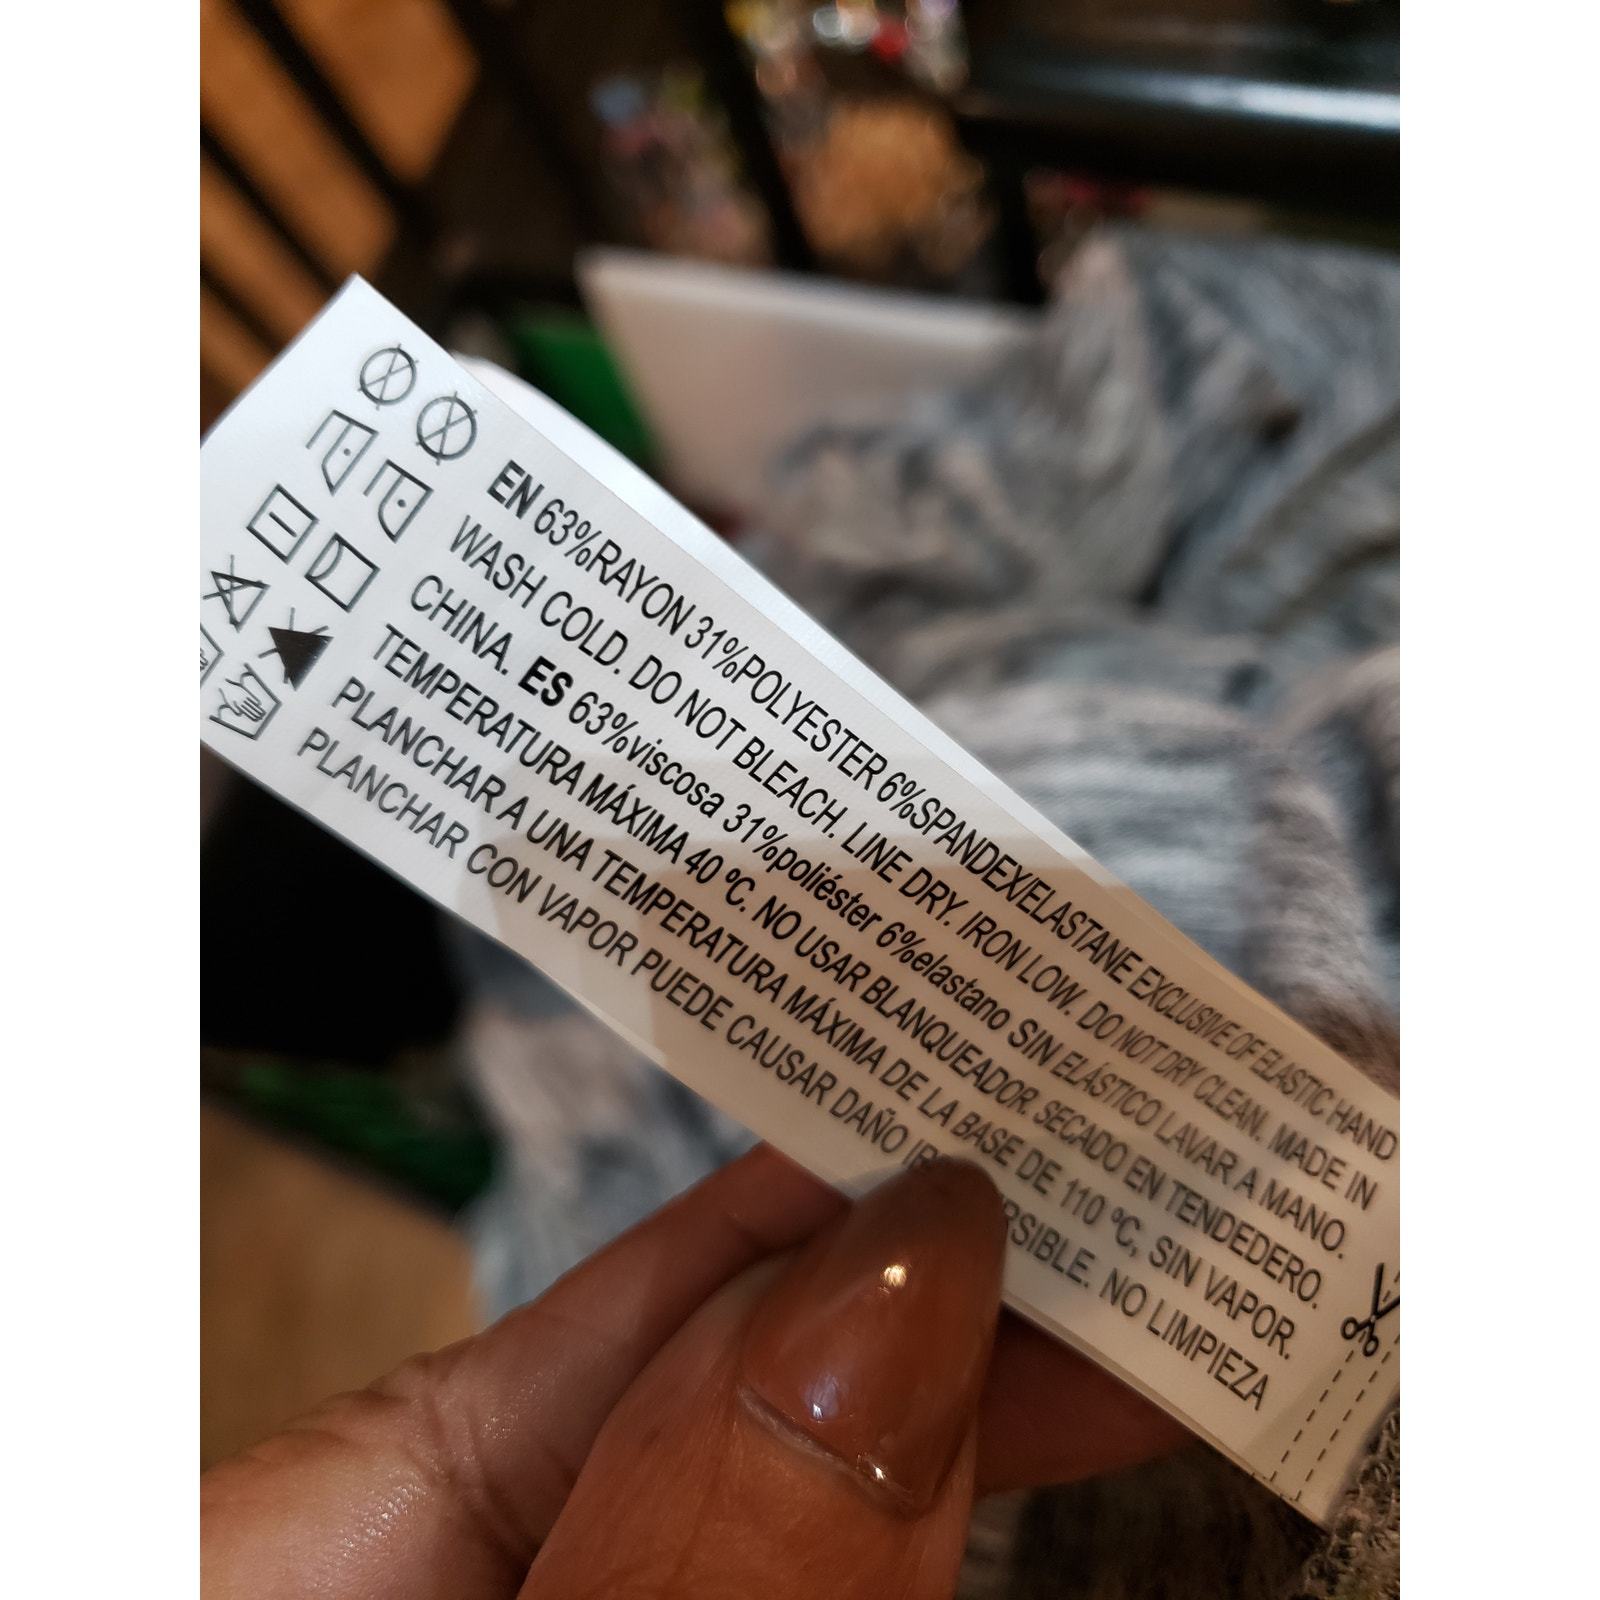 EN 63%RAYON 31%POLYESTER 6%SPANDEX/ELASTANE EXCLUSIVE OF ELASTIC HAND
WASH COLD. DO NOT BLEACH. LINE DRY. IRON LOW. DO NOT DRY CLEAN. MADE IN
CHINA. ES 63%viscosa 31%poliéster 6%elastano SIN ELÁSTICO LAVAR A MANO.
TEMPERATURA MÁXIMA 40 ºC. NO USAR BLANQUEADOR. SECADO EN TENDEDERO.
PLANCHAR A UNA TEMPERATURA MÁXIMA DE LA BASE DE 110 ºC, SIN VAPOR.
PLANCHAR CON VAPOR PUEDE CAUSAR DAÑO NO LIMPIEZA